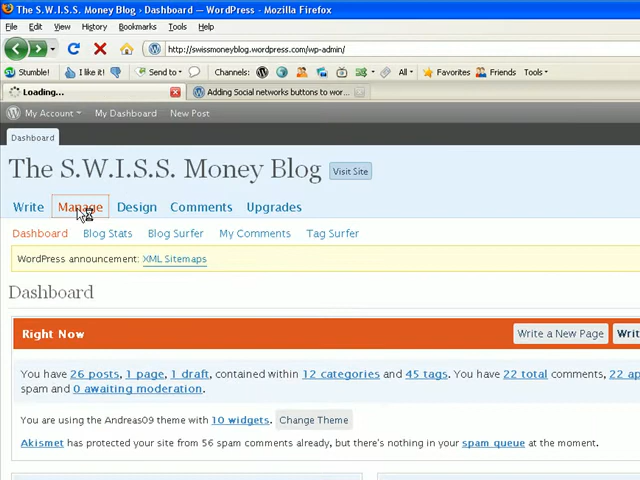 The S.W.I.S.S. Money Blog › Dashboard — WordPress - Mozilla Firefox
File Edit View History Bookmarks Tools Help
http://swissmoneyblog.wordpress.com/wp-admin/
Stumble! I like it! Send to Channels: All Favorites Friends Tools
Loading... Adding Social networks buttons to wor...
My Account My Dashboard New Post
Dashboard
The S.W.I.S.S. Money Blog Visit Site
Write Manage Design Comments Upgrades
Dashboard Blog Stats Blog Surfer My Comments Tag Surfer
WordPress announcement: XML Sitemaps
Dashboard
Right Now Write a New Page Writ
You have 26 posts, 1 page, 1 draft, contained within 12 categories and 45 tags. You have 22 total comments, 22 ap
spam and 0 awaiting moderation.
You are using the Andreas09 theme with 10 widgets. Change Theme
Akismet has protected your site from 56 spam comments already, but there's nothing in your spam queue at the moment.